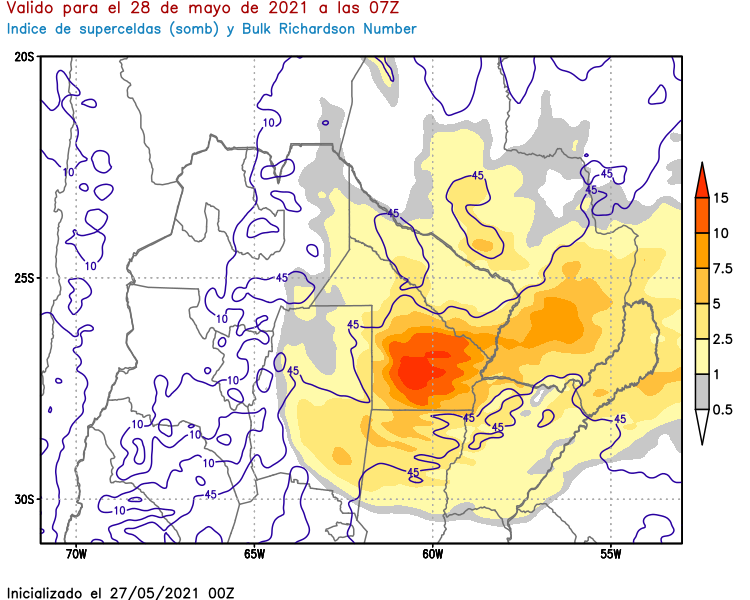 Valido para el 28 de mayo de 2021 a las 07Z
Indice de superceldas (somb) y Bulk Richardson Number
20S
25S
30S
70W
65W
60W
55W
10
10
10
10
10
10
10
10
45
45
45
45
45
45
45
45
45
45
45
15
10
7.5
5
2.5
1
0.5
Inicializado el 27/05/2021 00Z